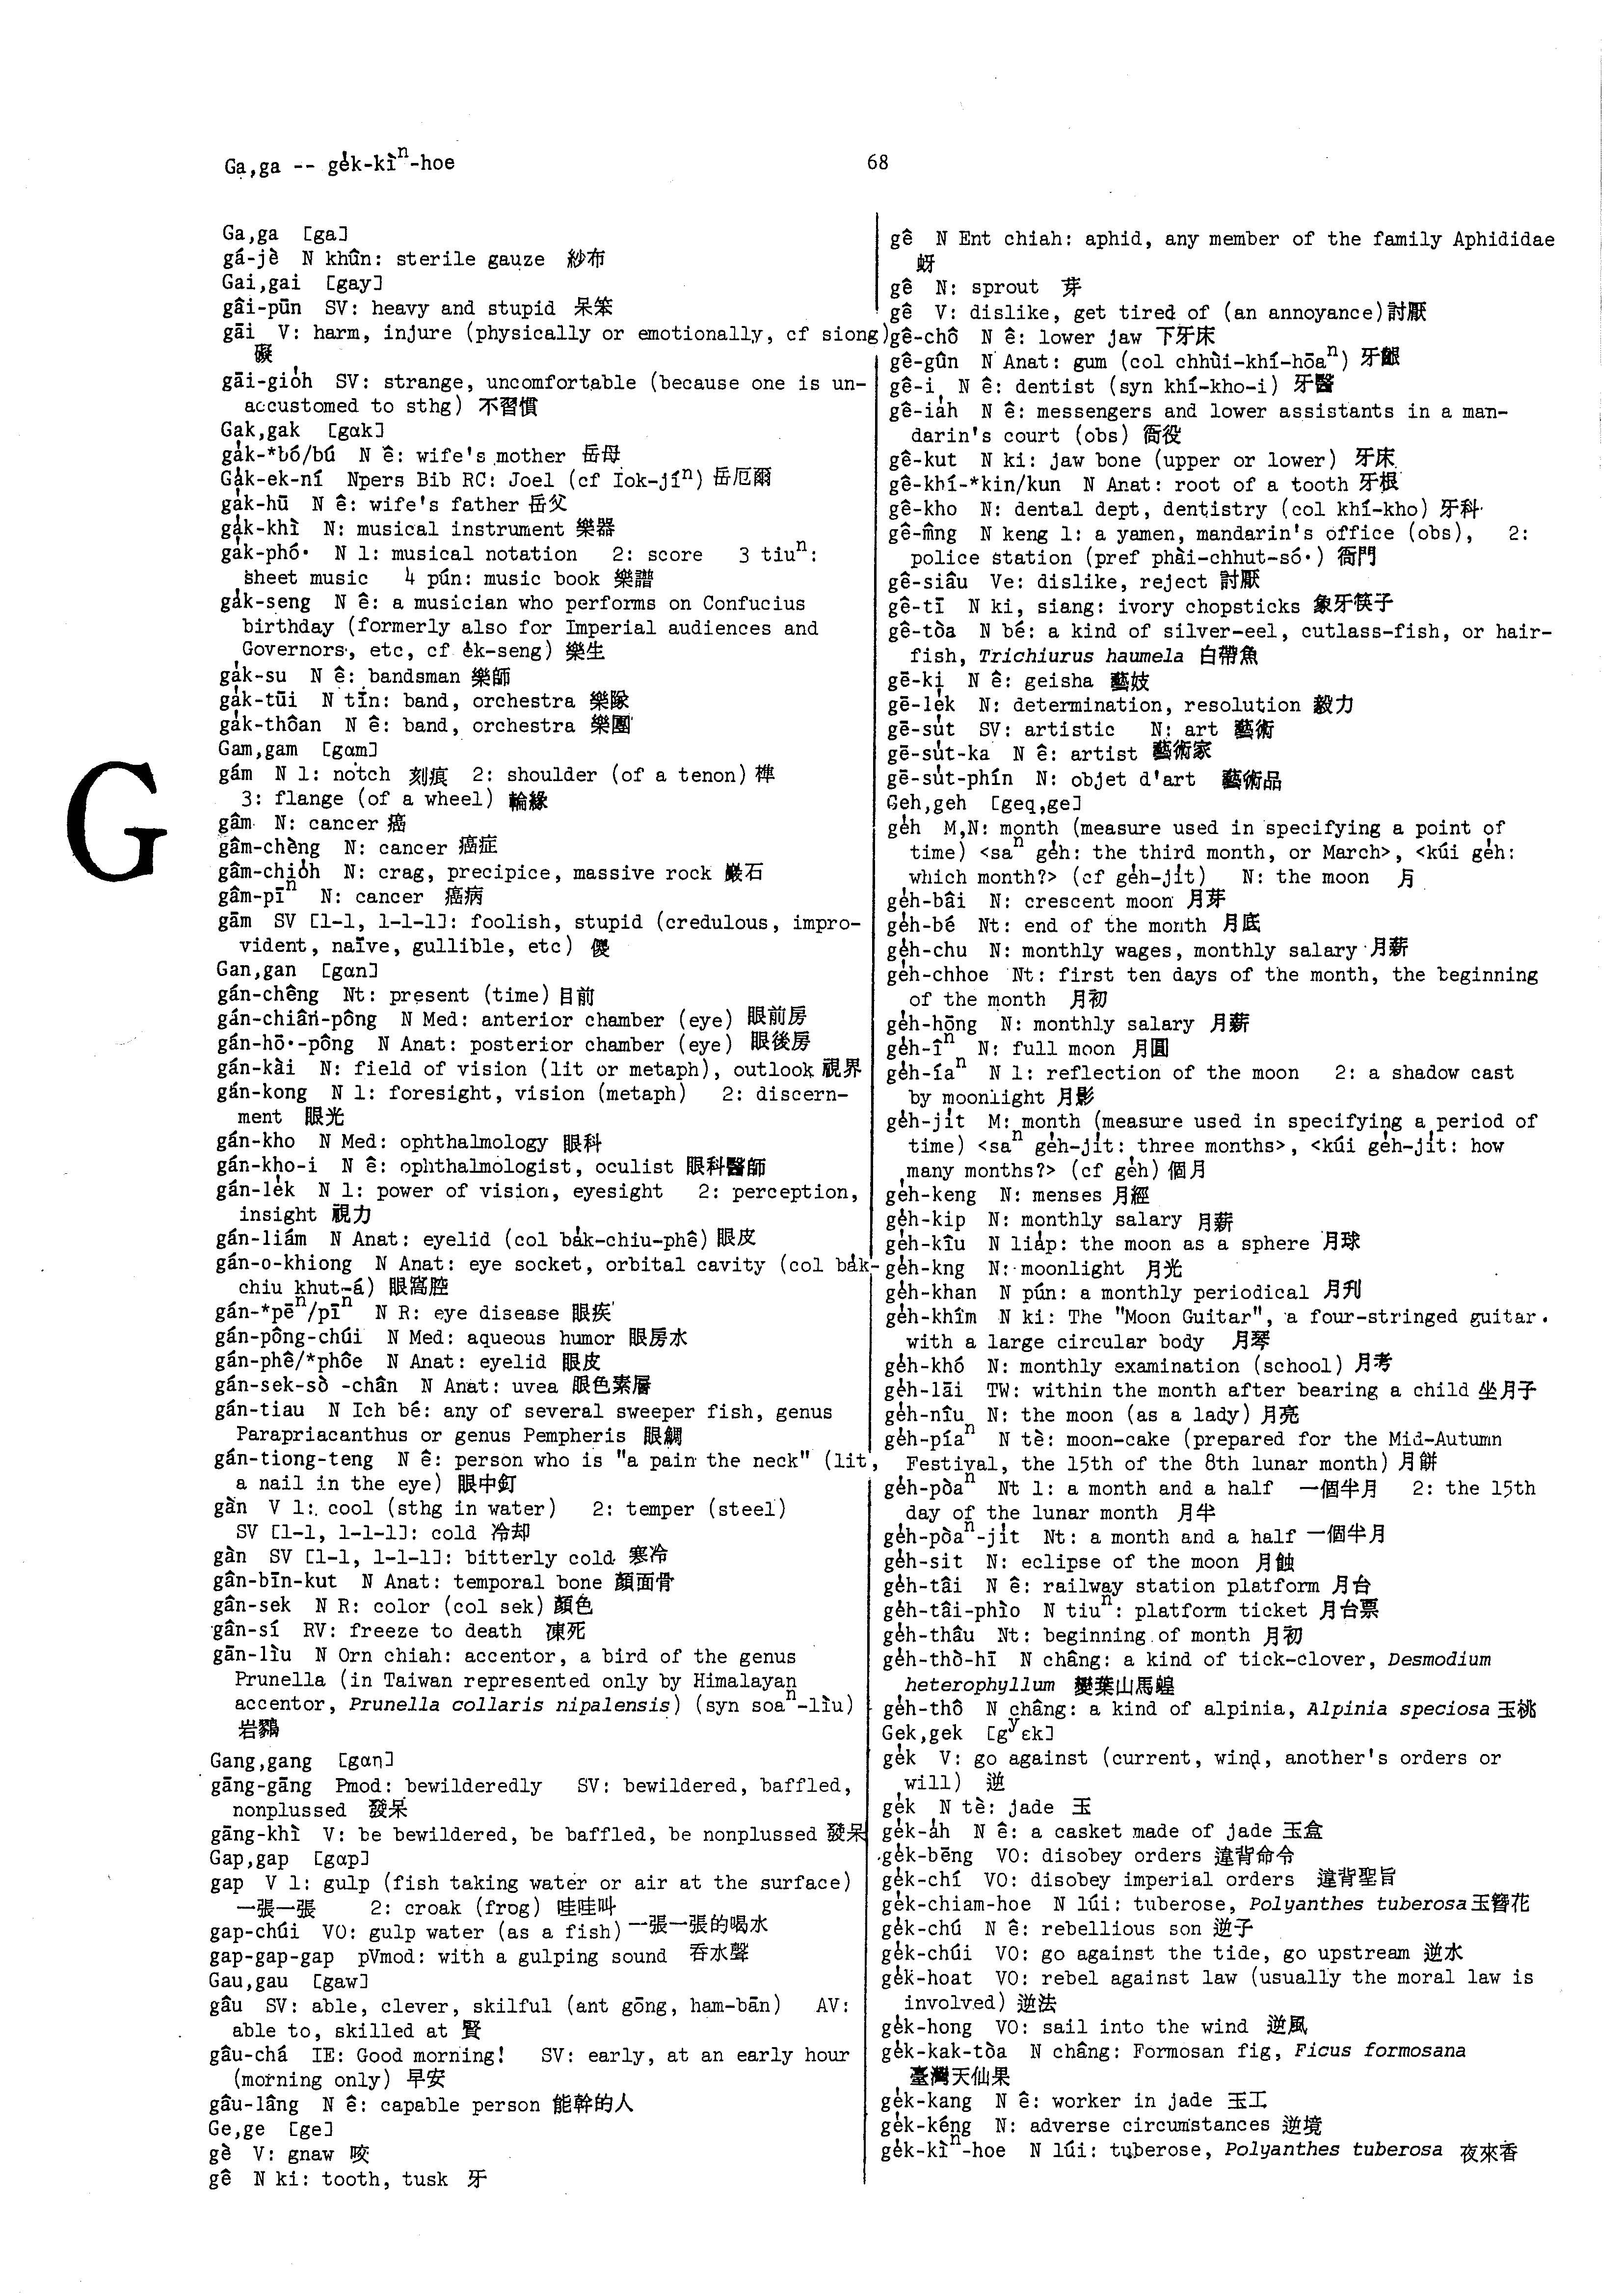 Ga,ga -- ge̍k-kìⁿ-hoe
68
G
Ga,ga [ga]
gá-jè N khûn: sterile gauze 紗布
Gai,gai [gay]
gâi-pūn SV: heavy and stupid 呆笨
gāi V: harm, injure (physically or emotionally, cf siong)
礙
gāi-gio̍h SV: strange, uncomfortable (because one is un-
accustomed to sthg) 不習慣
Gak,gak [gɑk]
ga̍k-*bó/bú N ê: wife's mother 岳母
Ga̍k-ek-ní Npers Bib RC: Joel (cf Iok-jíⁿ) 岳厄爾
ga̍k-hū N ê: wife's father 岳父
ga̍k-khì N: musical instrument 樂器
ga̍k-phó· N 1: musical notation 2: score 3 tiuⁿ:
sheet music 4 pún: music book 樂譜
ga̍k-seng N ê: a musician who performs on Confucius
birthday (formerly also for Imperial audiences and
Governors, etc, cf e̍k-seng) 樂生
ga̍k-su N ê: bandsman 樂師
ga̍k-tūi N tīn: band, orchestra 樂隊
ga̍k-thôan N ê: band, orchestra 樂團
Gam,gam [gɑm]
gám N 1: notch 刻痕 2: shoulder (of a tenon) 榫
3: flange (of a wheel) 輪緣
gâm N: cancer 癌
gâm-chèng N: cancer 癌症
gâm-chio̍h N: crag, precipice, massive rock 巖石
gâm-pīⁿ N: cancer 癌病
gām SV [1-1, 1-1-1]: foolish, stupid (credulous, impro-
vident, naïve, gullible, etc) 儍
Gan,gan [gɑn]
gán-chêng Nt: present (time) 目前
gán-chiân-pông N Med: anterior chamber (eye) 眼前房
gán-hō·-pông N Anat: posterior chamber (eye) 眼後房
gán-kài N: field of vision (lit or metaph), outlook 視界
gán-kong N 1: foresight, vision (metaph) 2: discern-
ment 眼光
gán-kho N Med: ophthalmology 眼科
gán-kho-i N ê: ophthalmologist, oculist 眼科醫師
gán-le̍k N 1: power of vision, eyesight 2: perception,
insight 視力
gán-liám N Anat: eyelid (col ba̍k-chiu-phê) 眼皮
gán-o-khiong N Anat: eye socket, orbital cavity (col ba̍k-
chiu khut-á) 眼窩腔
gán-*pēⁿ/pīⁿ N R: eye disease 眼疾
gán-pông-chúi N Med: aqueous humor 眼房水
gán-phê/*phôe N Anat: eyelid 眼皮
gán-sek-sò -chân N Anat: uvea 眼色素層
gán-tiau N Ich bé: any of several sweeper fish, genus
Parapriacanthus or genus Pempheris 眼鯛
gán-tiong-teng N ê: person who is "a pain the neck" (lit,
a nail in the eye) 眼中釘
gàn V 1: cool (sthg in water) 2: temper (steel)
SV [1-1, 1-1-1]: cold 冷却
gàn SV [1-1, 1-1-1]: bitterly cold 寒冷
gân-bīn-kut N Anat: temporal bone 顏面骨
gân-sek N R: color (col sek) 顏色
gân-sí RV: freeze to death 凍死
gān-lìu N Orn chiah: accentor, a bird of the genus
Prunella (in Taiwan represented only by Himalayan
accentor, Prunella collaris nipalensis) (syn soaⁿ-lìu)
岩鷚
Gang,gang [gɑŋ]
gāng-gāng Pmod: bewilderedly SV: bewildered, baffled,
nonplussed 發呆
gāng-khì V: be bewildered, be baffled, be nonplussed 發呆
Gap,gap [gɑp]
gap V 1: gulp (fish taking water or air at the surface)
一張一張 2: croak (frog) 哇哇叫
gap-chúi VO: gulp water (as a fish) 一張一張的喝水
gap-gap-gap pVmod: with a gulping sound 吞水聲
Gau,gau [gaw]
gâu SV: able, clever, skilful (ant gōng, ham-bān) AV:
able to, skilled at 賢
gâu-chá IE: Good morning! SV: early, at an early hour
(morning only) 早安
gâu-lâng N ê: capable person 能幹的人
Ge,ge [ge]
gè V: gnaw 咬
gê N ki: tooth, tusk 牙
gê N Ent chiah: aphid, any member of the family Aphididae
蚜
gê N: sprout 芽
gê V: dislike, get tired of (an annoyance) 討厭
gê-chô N ê: lower jaw 下牙床
gê-gûn N Anat: gum (col chhùi-khí-hōaⁿ) 牙齦
gê-i N ê: dentist (syn khí-kho-i) 牙醫
gê-ia̍h N ê: messengers and lower assistants in a man-
darin's court (obs) 衙役
gê-kut N ki: jaw bone (upper or lower) 牙床
gê-khí-*kin/kun N Anat: root of a tooth 牙根
gê-kho N: dental dept, dentistry (col khí-kho) 牙科
gê-m̂ng N keng 1: a yamen, mandarin's office (obs), 2:
police station (pref phài-chhut-só·) 衙門
gê-siâu Ve: dislike, reject 討厭
gê-tī N ki, siang: ivory chopsticks 象牙筷子
gê-tòa N bé: a kind of silver-eel, cutlass-fish, or hair-
fish, Trichiurus haumela 白帶魚
gē-ki N ê: geisha 藝妓
gē-le̍k N: determination, resolution 毅力
gē-su̍t SV: artistic N: art 藝術
gē-su̍t-ka N ê: artist 藝術家
gē-su̍t-phín N: objet d'art 藝術品
Geh,geh [geq,ge]
ge̍h M,N: month (measure used in specifying a point of
time) <saⁿ ge̍h: the third month, or March>, <kúi ge̍h:
which month?> (cf ge̍h-ji̍t) N: the moon 月
ge̍h-bâi N: crescent moon 月芽
ge̍h-bé Nt: end of the month 月底
ge̍h-chu N: monthly wages, monthly salary 月薪
ge̍h-chhoe Nt: first ten days of the month, the beginning
of the month 月初
ge̍h-hōng N: monthly salary 月薪
ge̍h-îⁿ N: full moon 月圓
ge̍h-íaⁿ N 1: reflection of the moon 2: a shadow cast
by moonlight 月影
ge̍h-ji̍t M: month (measure used in specifying a period of
time) <saⁿ ge̍h-ji̍t: three months>, <kúi ge̍h-ji̍t: how
many months?> (cf ge̍h) 個月
ge̍h-keng N: menses 月經
ge̍h-kip N: monthly salary 月薪
ge̍h-kîu N lia̍p: the moon as a sphere 月球
ge̍h-kng N: moonlight 月光
ge̍h-khan N pún: a monthly periodical 月刋
ge̍h-khîm N ki: The "Moon Guitar", a four-stringed guitar
with a large circular body 月琴
ge̍h-khó N: monthly examination (school) 月考
ge̍h-lāi TW: within the month after bearing a child 坐月子
ge̍h-nîu N: the moon (as a lady) 月亮
ge̍h-píaⁿ N tè: moon-cake (prepared for the Mid-Autumn
Festival, the 15th of the 8th lunar month) 月餅
ge̍h-pòaⁿ Nt 1: a month and a half 一個半月 2: the 15th
day of the lunar month 月半
ge̍h-pòaⁿ-ji̍t Nt: a month and a half 一個半月
ge̍h-sit N: eclipse of the moon 月蝕
ge̍h-tâi N ê: railway station platform 月台
ge̍h-tâi-phìo N tiuⁿ: platform ticket 月台票
ge̍h-thâu Nt: beginning of month 月初
ge̍h-thò-hī N châng: a kind of tick-clover, Desmodium
heterophyllum 變葉山馬蝗
ge̍h-thô N châng: a kind of alpinia, Alpinia speciosa 玉桃
Gek,gek [gʸɛk]
ge̍k V: go against (current, wind, another's orders or
will) 逆
ge̍k N tè: jade 玉
ge̍k-a̍h N ê: a casket made of jade 玉盒
ge̍k-bēng VO: disobey orders 違背命令
ge̍k-chí VO: disobey imperial orders 違背聖旨
ge̍k-chiam-hoe N lúi: tuberose, Polyanthes tuberosa 玉簪花
ge̍k-chú N ê: rebellious son 逆子
ge̍k-chúi VO: go against the tide, go upstream 逆水
ge̍k-hoat VO: rebel against law (usually the moral law is
involved) 逆法
ge̍k-hong VO: sail into the wind 逆風
ge̍k-kak-tòa N châng: Formosan fig, Ficus formosana
臺灣天仙果
ge̍k-kang N ê: worker in jade 玉工
ge̍k-kéng N: adverse circumstances 逆境
ge̍k-kìⁿ-hoe N lúi: tuberose, Polyanthes tuberosa 夜來香